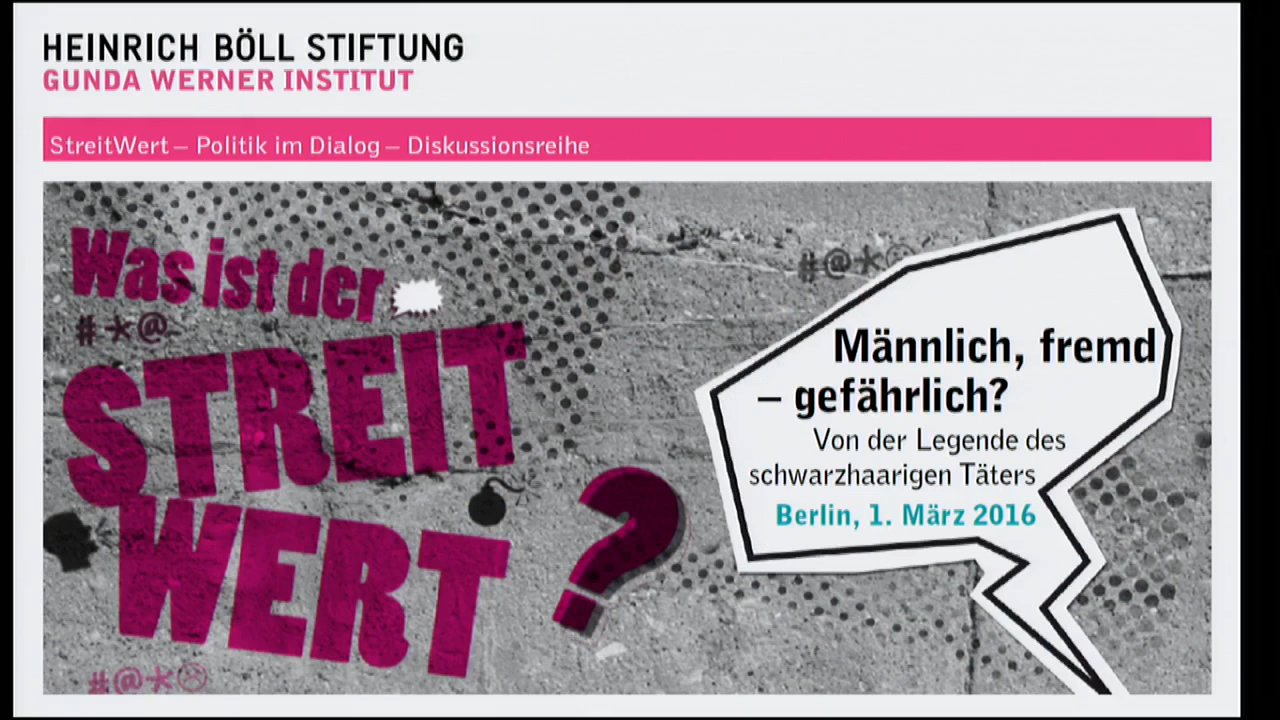 HEINRICH BÖLL STIFTUNG
GUNDA WERNER INSTITUT
StreitWert – Politik im Dialog – Diskussionsreihe
Was ist der
#*@
STREIT
WERT
?
#@*☹
#@*☹
Männlich, fremd
– gefährlich?
Von der Legende des
schwarzhaarigen Täters
Berlin, 1. März 2016